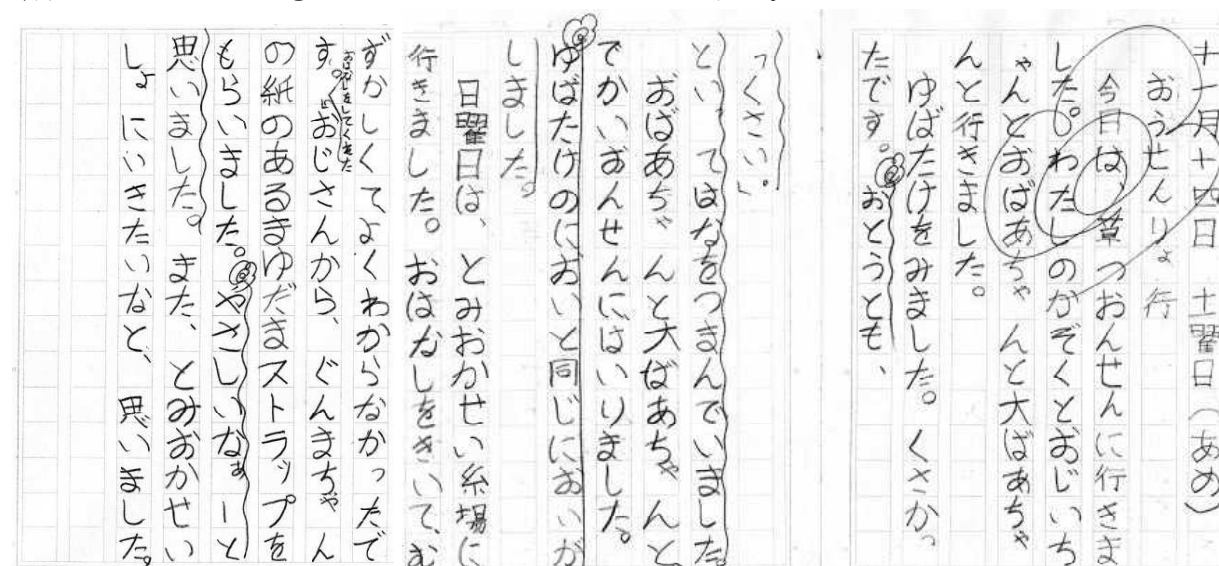 十一月十四日 土曜日(あめ)
おうせんりょ行
今日は、草つおんせんに行きま
した。わたしのかぞくとおじいち
ゃんとおばあちゃんと大ばあちゃ
んと行きました。
ゆばたけをみました。くさかっ
たです。おとうとも、
「くさい。」
といってはなをつまんでいました。
おばあちゃんと大ばあちゃんと
でかいおんせんにはいりました。
ゆばたけのにおいと同じにおいが
しました。
日曜日は、とみおかせい糸場に
行きました。おはなしをきいて、む
ずかしくてよくわからなかったで
す。おはなしをしてくれたおじさんから、ぐんまちゃん
の紙のあるまゆだまストラップを
もらいました。やさしいなぁーと
思いました。また、とみおかせい
しょにいきたいなと、思いました。